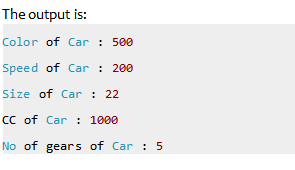 The output is:
Color of Car : 500
Speed of Car : 200
Size of Car : 22
CC of Car : 1000
No of gears of Car : 5